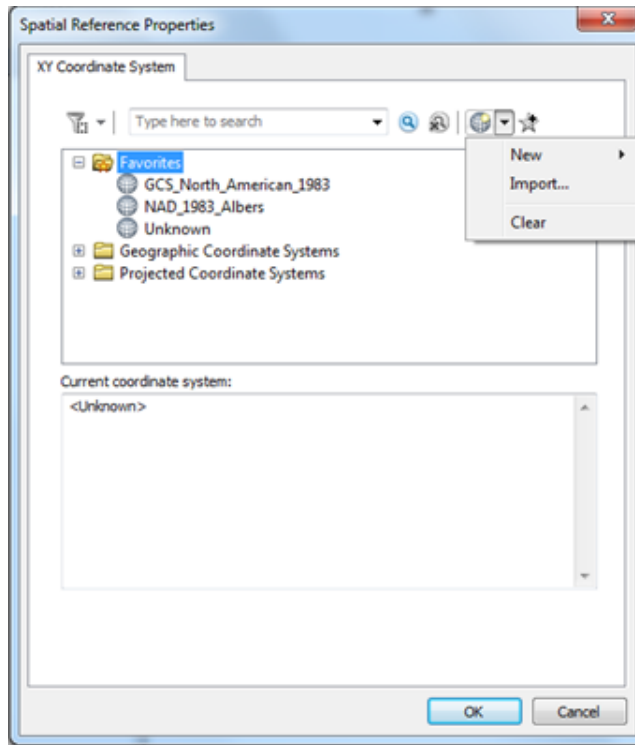 Spatial Reference Properties
XY Coordinate System
Type here to search
New
Import...
Clear
Favorites
GCS_North_American_1983
NAD_1983_Albers
Unknown
Geographic Coordinate Systems
Projected Coordinate Systems
Current coordinate system:
<Unknown>
OK Cancel